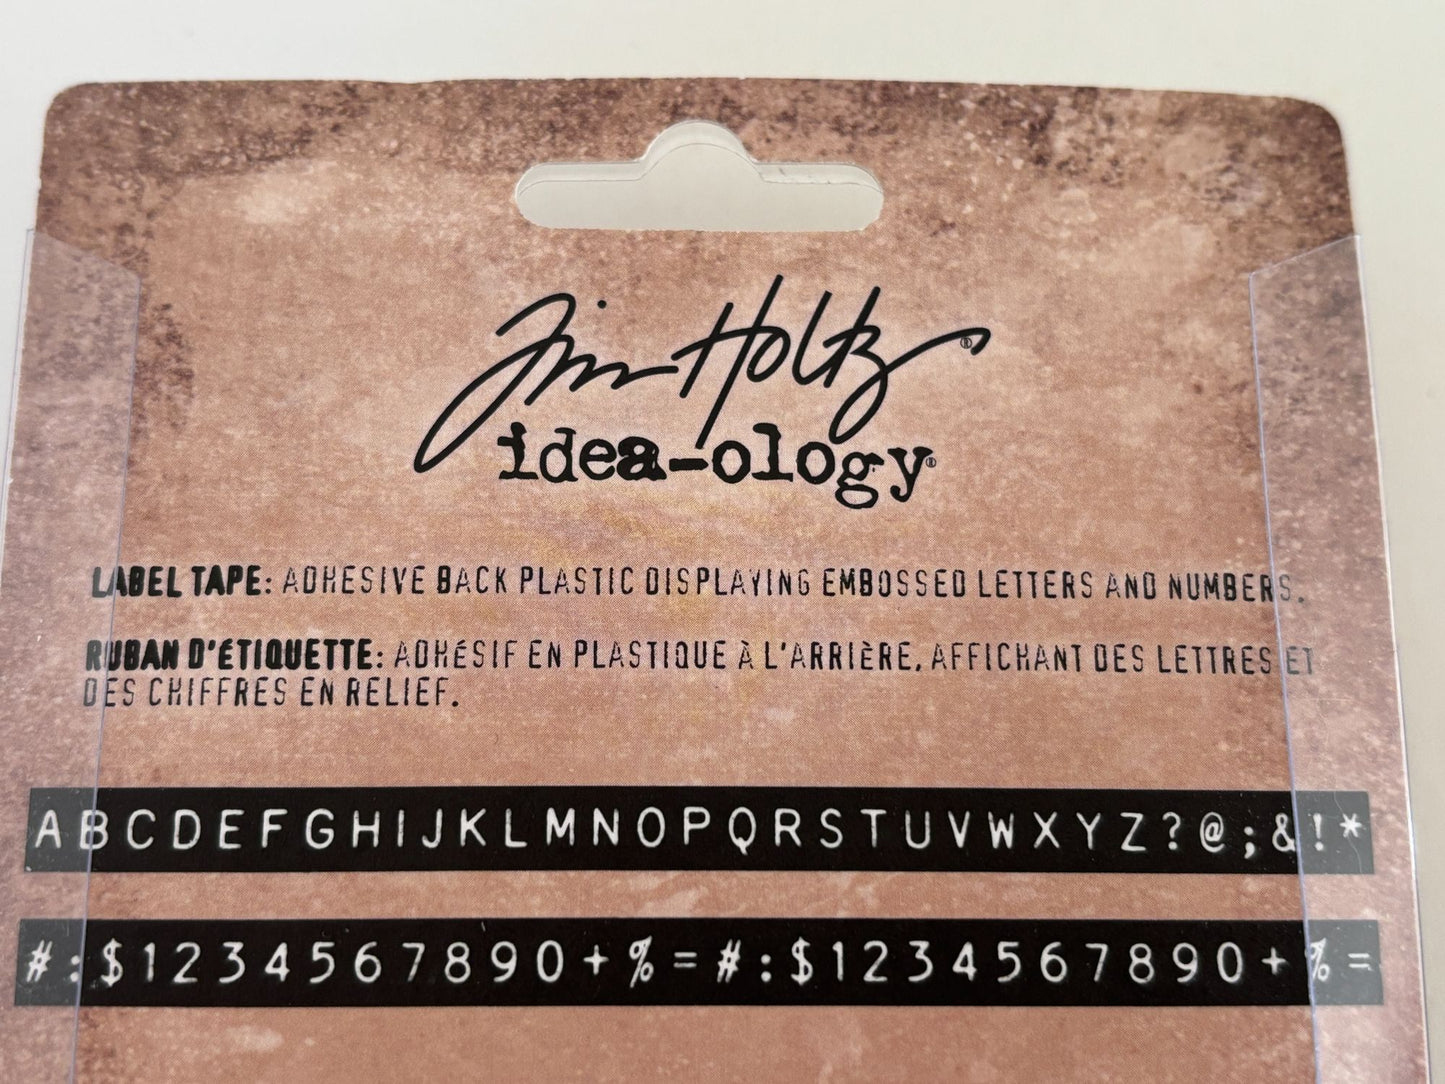 Tim Holtz®
idea-ology®
LABEL TAPE: ADHESIVE BACK PLASTIC DISPLAYING EMBOSSED LETTERS AND NUMBERS.
RUBAN D'ÉTIQUETTE: ADHÉSIF EN PLASTIQUE À L'ARRIÈRE, AFFICHANT DES LETTRES ET
DES CHIFFRES EN RELIEF.
ABCDEFGHIJKLMNOPQRSTUVWXYZ?@;&!*
#:$1234567890+%=#:$1234567890+%=